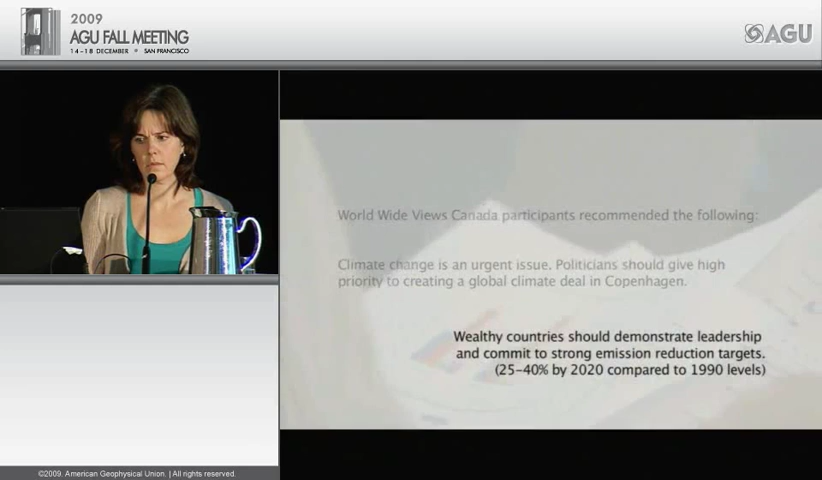 2009
AGU FALL MEETING
14-18 DECEMBER • SAN FRANCISCO
AGU
World Wide Views Canada participants recommended the following:
Climate change is an urgent issue. Politicians should give high
priority to creating a global climate deal in Copenhagen.
Wealthy countries should demonstrate leadership
and commit to strong emission reduction targets.
(25-40% by 2020 compared to 1990 levels)
©2009. American Geophysical Union. | All rights reserved.